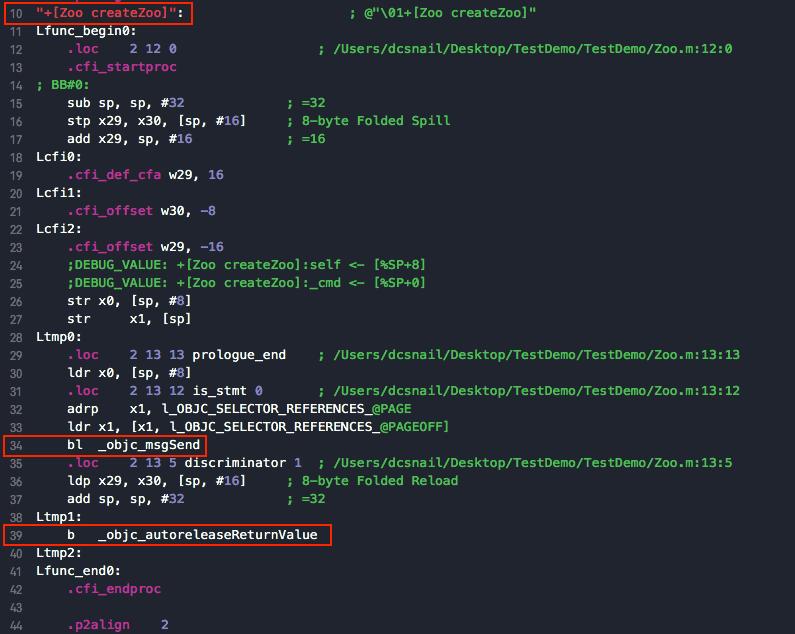 10 "+[Zoo createZoo]": ; @"\01+[Zoo createZoo]"
11 Lfunc_begin0:
12 .loc 2 12 0 ; /Users/dcsnail/Desktop/TestDemo/TestDemo/Zoo.m:12:0
13 .cfi_startproc
14 ; BB#0:
15 sub sp, sp, #32 ; =32
16 stp x29, x30, [sp, #16] ; 8-byte Folded Spill
17 add x29, sp, #16 ; =16
18 Lcfi0:
19 .cfi_def_cfa w29, 16
20 Lcfi1:
21 .cfi_offset w30, -8
22 Lcfi2:
23 .cfi_offset w29, -16
24 ;DEBUG_VALUE: +[Zoo createZoo]:self <- [%SP+8]
25 ;DEBUG_VALUE: +[Zoo createZoo]:_cmd <- [%SP+0]
26 str x0, [sp, #8]
27 str x1, [sp]
28 Ltmp0:
29 .loc 2 13 13 prologue_end ; /Users/dcsnail/Desktop/TestDemo/TestDemo/Zoo.m:13:13
30 ldr x0, [sp, #8]
31 .loc 2 13 12 is_stmt 0 ; /Users/dcsnail/Desktop/TestDemo/TestDemo/Zoo.m:13:12
32 adrp x1, l_OBJC_SELECTOR_REFERENCES_@PAGE
33 ldr x1, [x1, l_OBJC_SELECTOR_REFERENCES_@PAGEOFF]
34 bl _objc_msgSend
35 .loc 2 13 5 discriminator 1 ; /Users/dcsnail/Desktop/TestDemo/TestDemo/Zoo.m:13:5
36 ldp x29, x30, [sp, #16] ; 8-byte Folded Reload
37 add sp, sp, #32 ; =32
38 Ltmp1:
39 b _objc_autoreleaseReturnValue
40 Ltmp2:
41 Lfunc_end0:
42 .cfi_endproc
43
44 .p2align 2